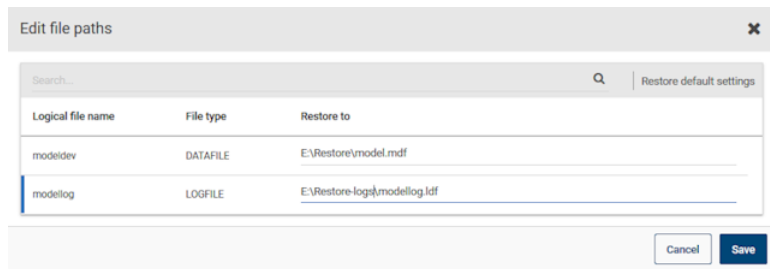 Edit file paths
Search...
Restore default settings
Logical file name File type Restore to
modeldev DATAFILE E:\Restore\model.mdf
modellog LOGFILE E:\Restore-logs\modellog.ldf
Cancel Save